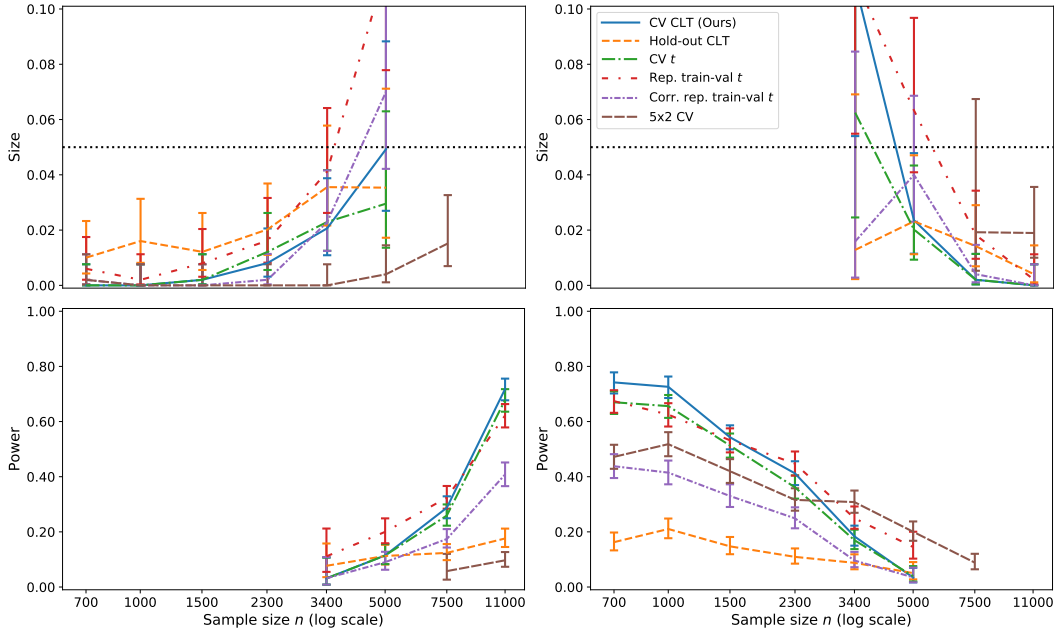 0.10
0.08
0.06
0.04
0.02
0.00
Size
0.10
0.08
0.06
0.04
0.02
0.00
Size
CV CLT (Ours)
Hold-out CLT
CV t
Rep. train-val t
Corr. rep. train-val t
5x2 CV
1.00
0.80
0.60
0.40
0.20
0.00
Power
700 1000 1500 2300 3400 5000 7500 11000
Sample size n (log scale)
1.00
0.80
0.60
0.40
0.20
0.00
Power
700 1000 1500 2300 3400 5000 7500 11000
Sample size n (log scale)